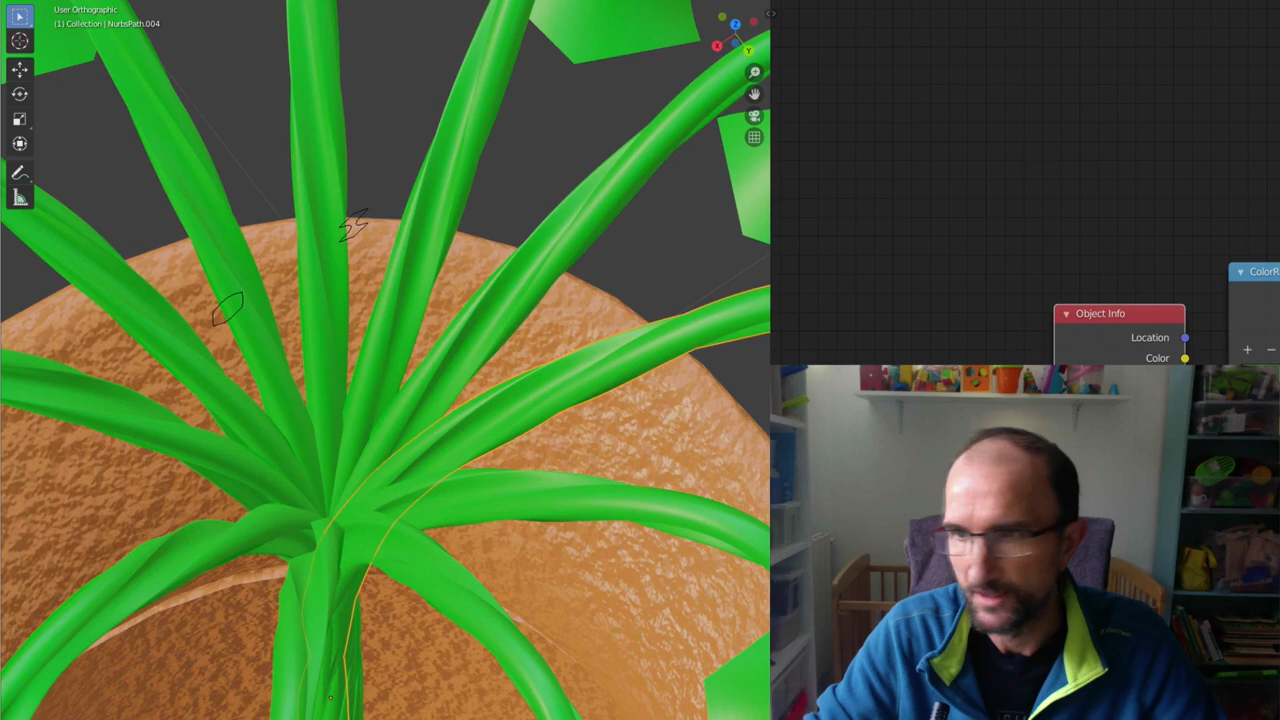 User Orthographic
(1) Collection | NurbsPath.004
Z
X
Y
ColorR
Object Info
Location
Color